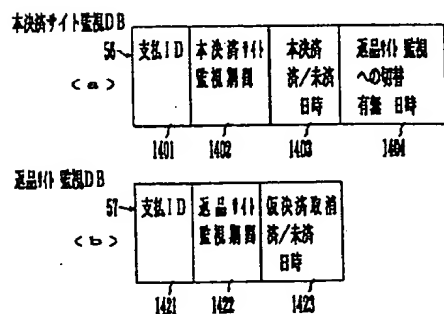 本決済サイト監視DB
56
<a>
支払ID
本決済サイト
監視期間
本決済
済/未済
日時
返品サイト監視
への切替
有無 日時
1401
1402
1403
1404
返品サイト監視DB
57
<b>
支払ID
返品サイト
監視期間
仮決済取消
済/未済
日時
1421
1422
1423